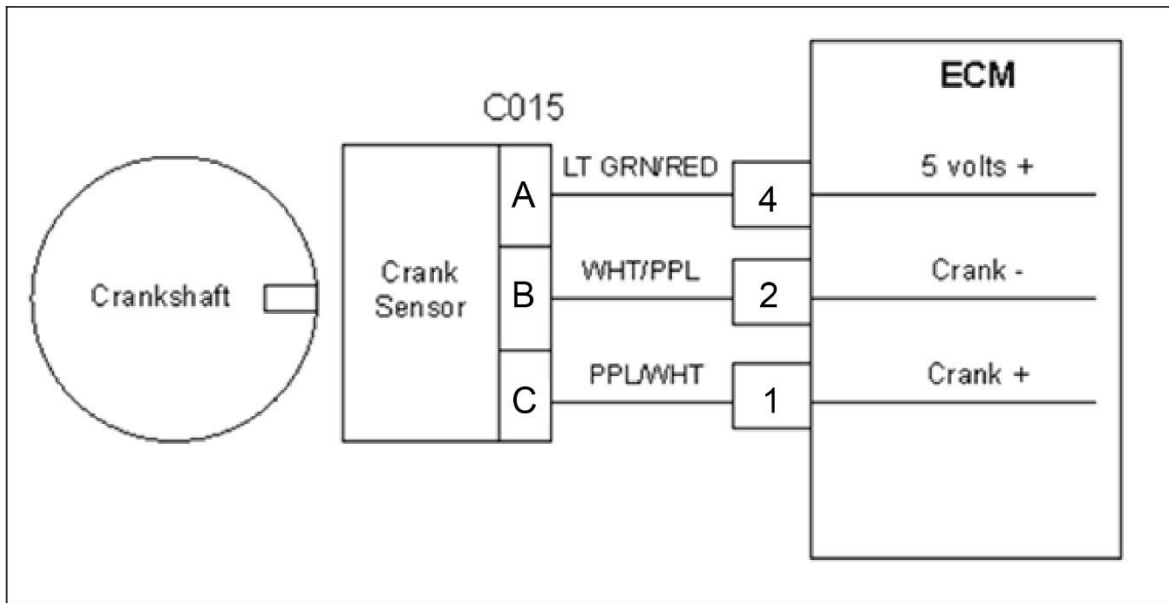 ECM
C015
A
LT GRN/RED
4
5 volts +
Crankshaft
Crank
Sensor
B
WHT/PPL
2
Crank -
C
PPL/WHT
1
Crank +